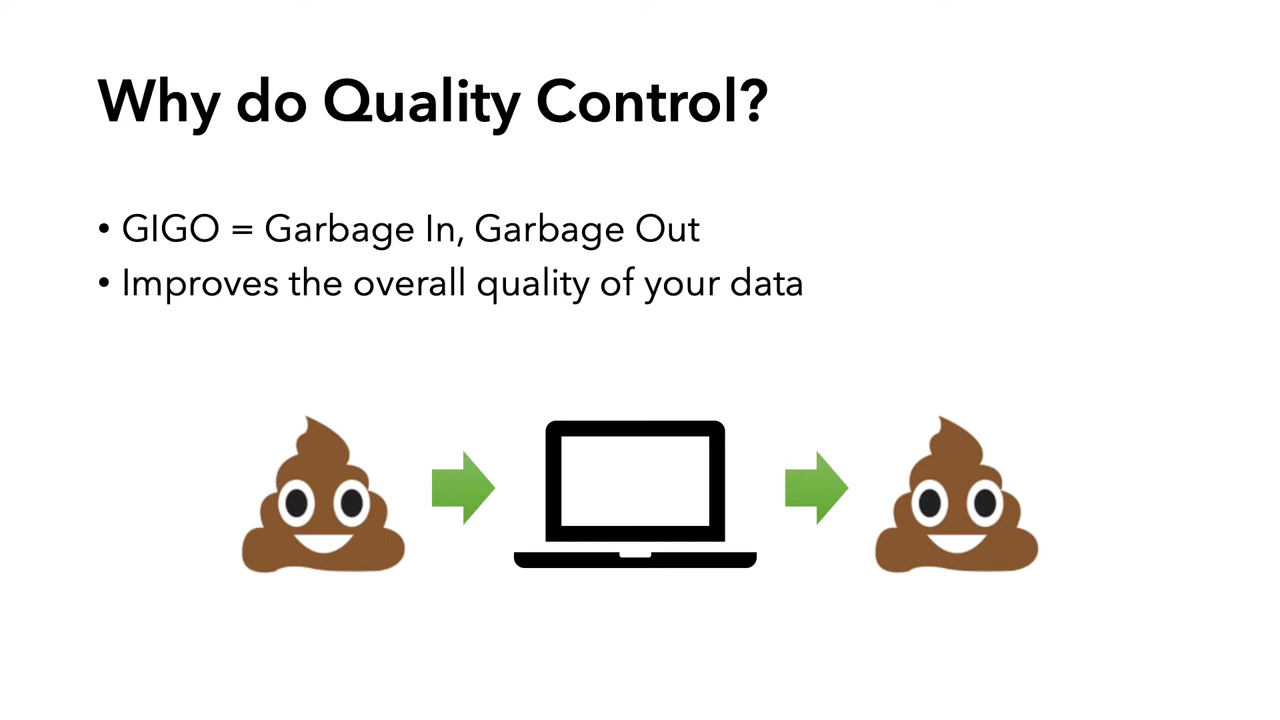 Why do Quality Control?
• GIGO = Garbage In, Garbage Out
• Improves the overall quality of your data